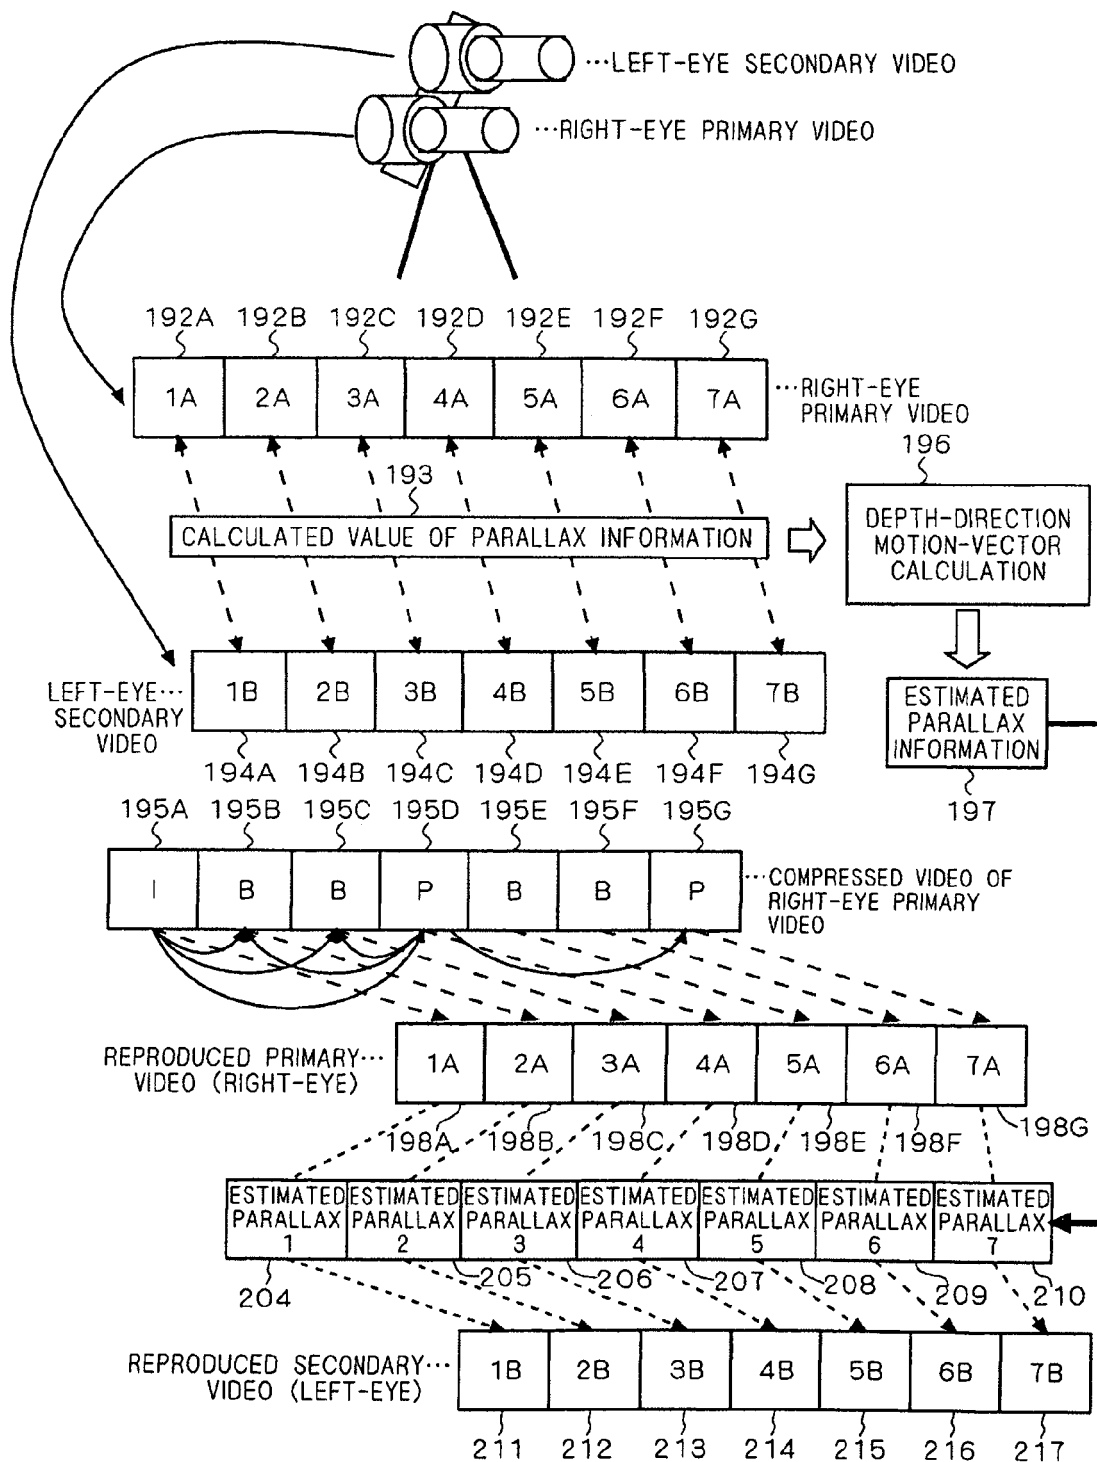 ···LEFT-EYE SECONDARY VIDEO
···RIGHT-EYE PRIMARY VIDEO
192A 192B 192C 192D 192E 192F 192G
1A 2A 3A 4A 5A 6A 7A
···RIGHT-EYE
PRIMARY VIDEO
193
196
CALCULATED VALUE OF PARALLAX INFORMATION
DEPTH-DIRECTION
MOTION-VECTOR
CALCULATION
LEFT-EYE···
SECONDARY
VIDEO
1B 2B 3B 4B 5B 6B 7B
194A 194B 194C 194D 194E 194F 194G
ESTIMATED
PARALLAX
INFORMATION
197
195A 195B 195C 195D 195E 195F 195G
I B B P B B P
···COMPRESSED VIDEO OF
RIGHT-EYE PRIMARY
VIDEO
REPRODUCED PRIMARY···
VIDEO (RIGHT-EYE)
1A 2A 3A 4A 5A 6A 7A
198A 198B 198C 198D 198E 198F 198G
ESTIMATED ESTIMATED ESTIMATED ESTIMATED ESTIMATED ESTIMATED ESTIMATED
PARALLAX PARALLAX PARALLAX PARALLAX PARALLAX PARALLAX PARALLAX
1 2 3 4 5 6 7
204 205 206 207 208 209 210
REPRODUCED SECONDARY···
VIDEO (LEFT-EYE)
1B 2B 3B 4B 5B 6B 7B
211 212 213 214 215 216 217